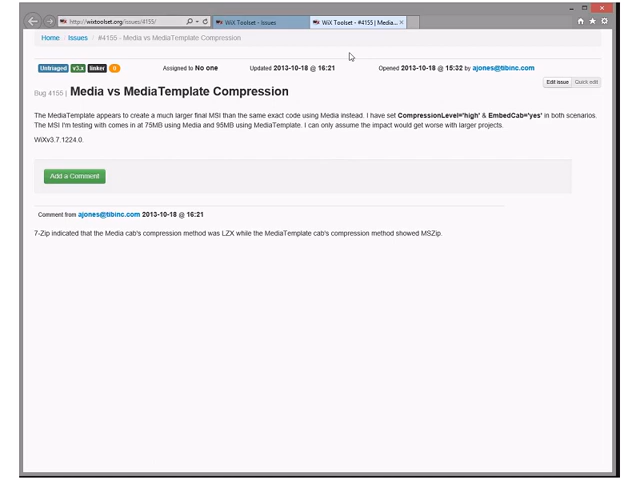 http://wixtoolset.org/issues/4155/
WiX Toolset - Issues
WiX Toolset - #4155 | Media...
Home / Issues / #4155 - Media vs MediaTemplate Compression
Untriaged v3.x linker 0 Assigned to No one Updated 2013-10-18 @ 16:21 Opened 2013-10-18 @ 15:32 by ajones@tibinc.com
Edit issue Quick edit
Bug 4155 | Media vs MediaTemplate Compression
The MediaTemplate appears to create a much larger final MSI than the same exact code using Media instead. I have set CompressionLevel='high' & EmbedCab='yes' in both scenarios.
The MSI I'm testing with comes in at 75MB using Media and 95MB using MediaTemplate. I can only assume the impact would get worse with larger projects.
WiXv3.7.1224.0.
Add a Comment
Comment from ajones@tibinc.com 2013-10-18 @ 16:21
7-Zip indicated that the Media cab's compression method was LZX while the MediaTemplate cab's compression method showed MSZip.